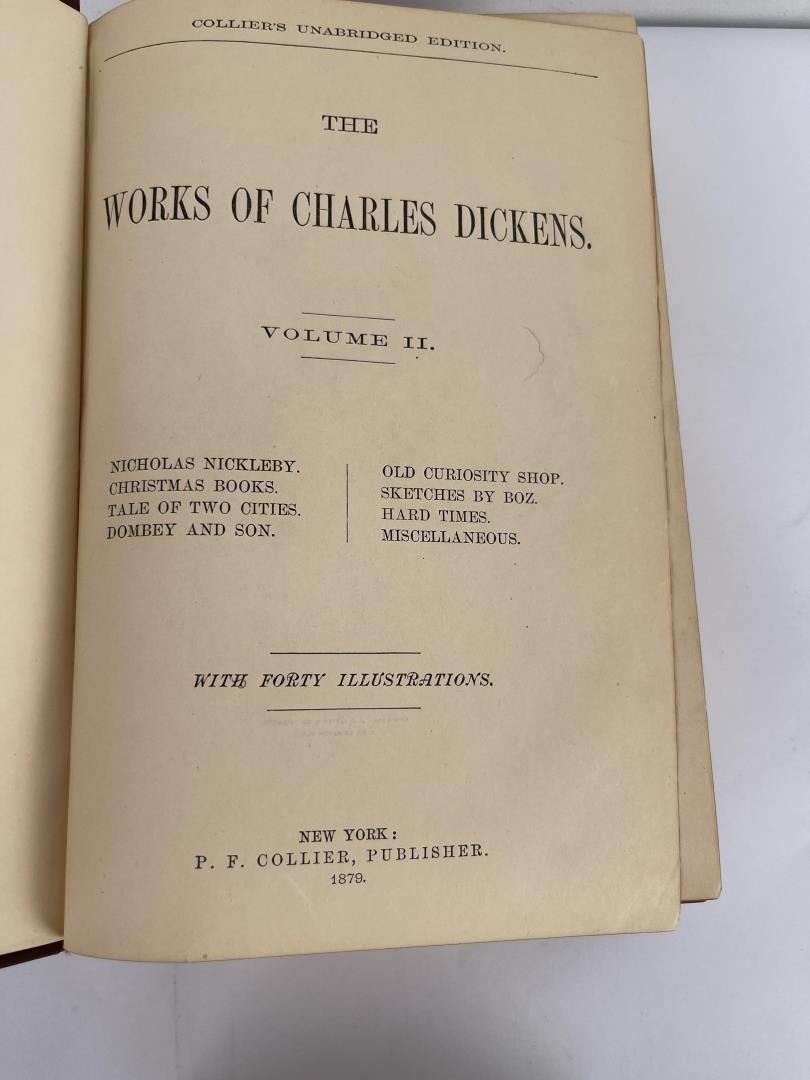 COLLIER'S UNABRIDGED EDITION.
THE
WORKS OF CHARLES DICKENS.
VOLUME II.
NICHOLAS NICKLEBY.
CHRISTMAS BOOKS.
TALE OF TWO CITIES.
DOMBEY AND SON.
OLD CURIOSITY SHOP.
SKETCHES BY BOZ.
HARD TIMES.
MISCELLANEOUS.
WITH FORTY ILLUSTRATIONS.
NEW YORK:
P. F. COLLIER, PUBLISHER.
1879.